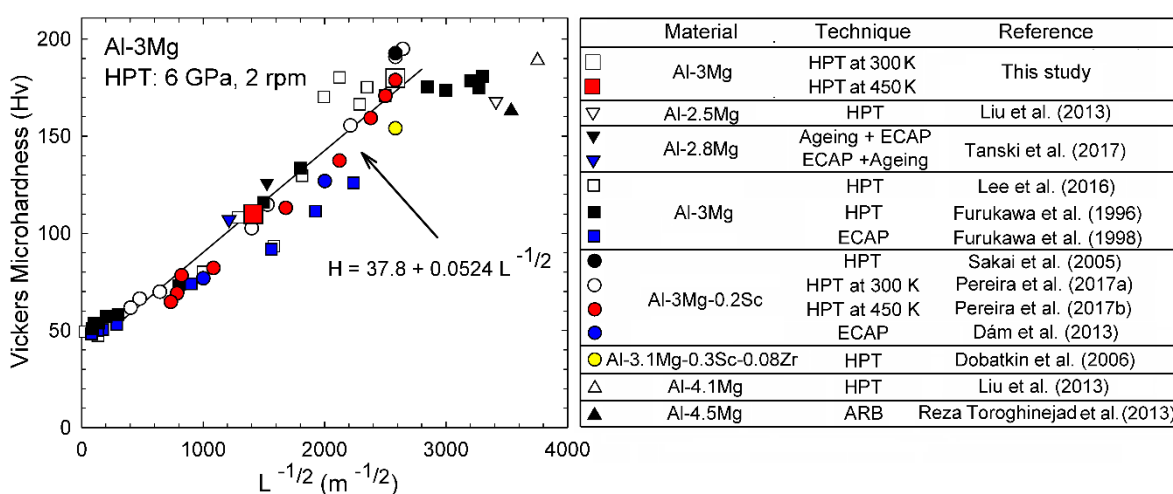 Al-3Mg
HPT: 6 GPa, 2 rpm
200
150
100
50
0
Vickers Microhardness (Hv)
H = 37.8 + 0.0524 L -1/2
0 1000 2000 3000 4000
L -1/2 (m -1/2)
Material Technique Reference
Al-3Mg HPT at 300 K This study
HPT at 450 K
Al-2.5Mg HPT Liu et al. (2013)
Al-2.8Mg Ageing + ECAP Tanski et al. (2017)
ECAP +Ageing
Al-3Mg HPT Lee et al. (2016)
HPT Furukawa et al. (1996)
ECAP Furukawa et al. (1998)
Al-3Mg-0.2Sc HPT Sakai et al. (2005)
HPT at 300 K Pereira et al. (2017a)
HPT at 450 K Pereira et al. (2017b)
ECAP Dám et al. (2013)
Al-3.1Mg-0.3Sc-0.08Zr HPT Dobatkin et al. (2006)
Al-4.1Mg HPT Liu et al. (2013)
Al-4.5Mg ARB Reza Toroghinejad et al. (2013)